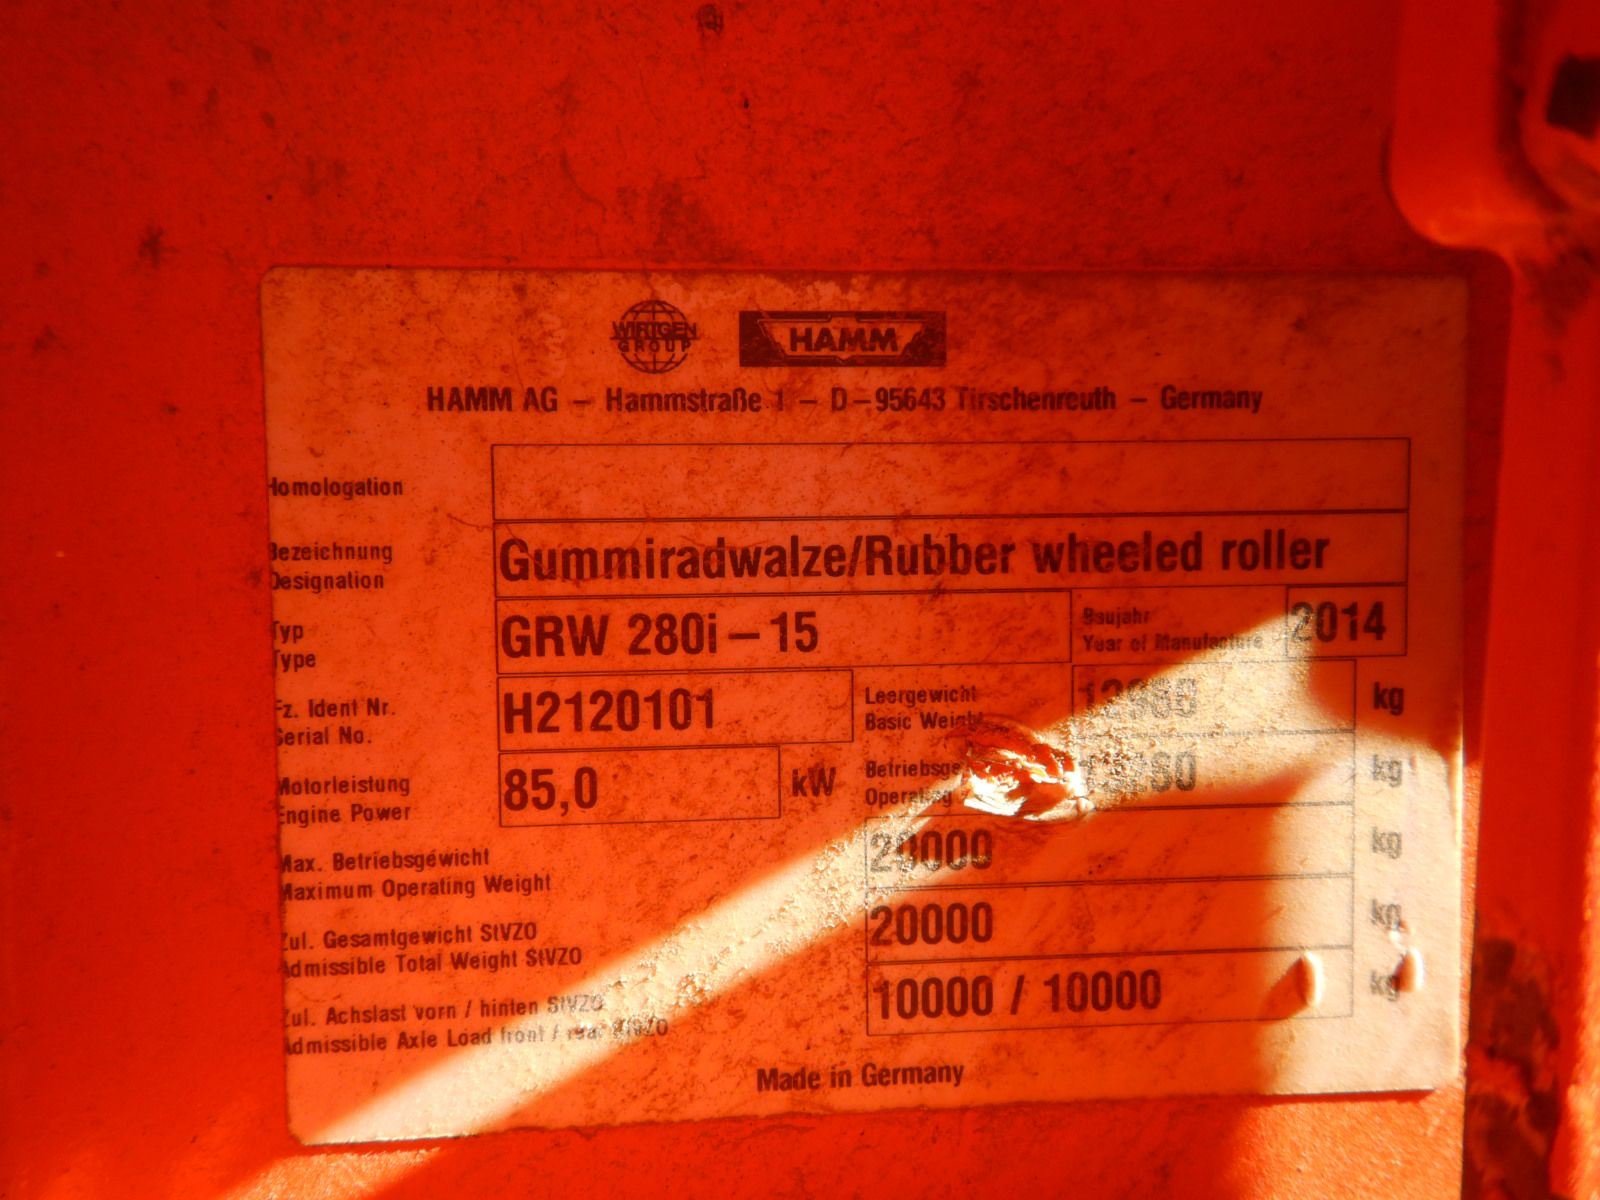 WIRTGEN
GROUP
HAMM
HAMM AG – Hammstraße 1 – D–95643 Tirschenreuth – Germany
Homologation
Bezeichnung
Designation
Gummiradwalze/Rubber wheeled roller
Typ
Type
GRW 280i – 15
Baujahr
Year of Manufacture
2014
Fz. Ident Nr.
Serial No.
H2120101
Leergewicht
Basic Weight
kg
Motorleistung
Engine Power
85,0 kW
Operating
kg
Max. Betriebsgewicht
Maximum Operating Weight
kg
Zul. Gesamtgewicht StVZO
Admissible Total Weight StVZO
20000 kg
Zul. Achslast vorn / hinten StVZO
Admissible Axle Load front / rear StVZO
10000 / 10000 kg
Made in Germany